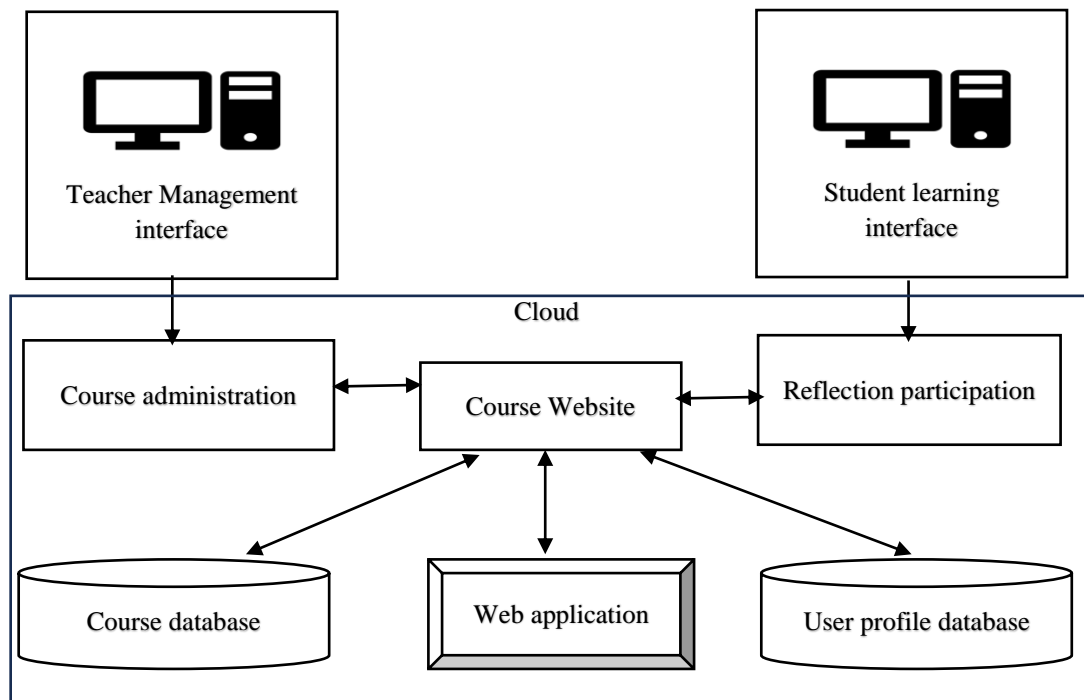 Teacher Management
interface
Student learning
interface
Cloud
Course administration
Course Website
Reflection participation
Course database
Web application
User profile database